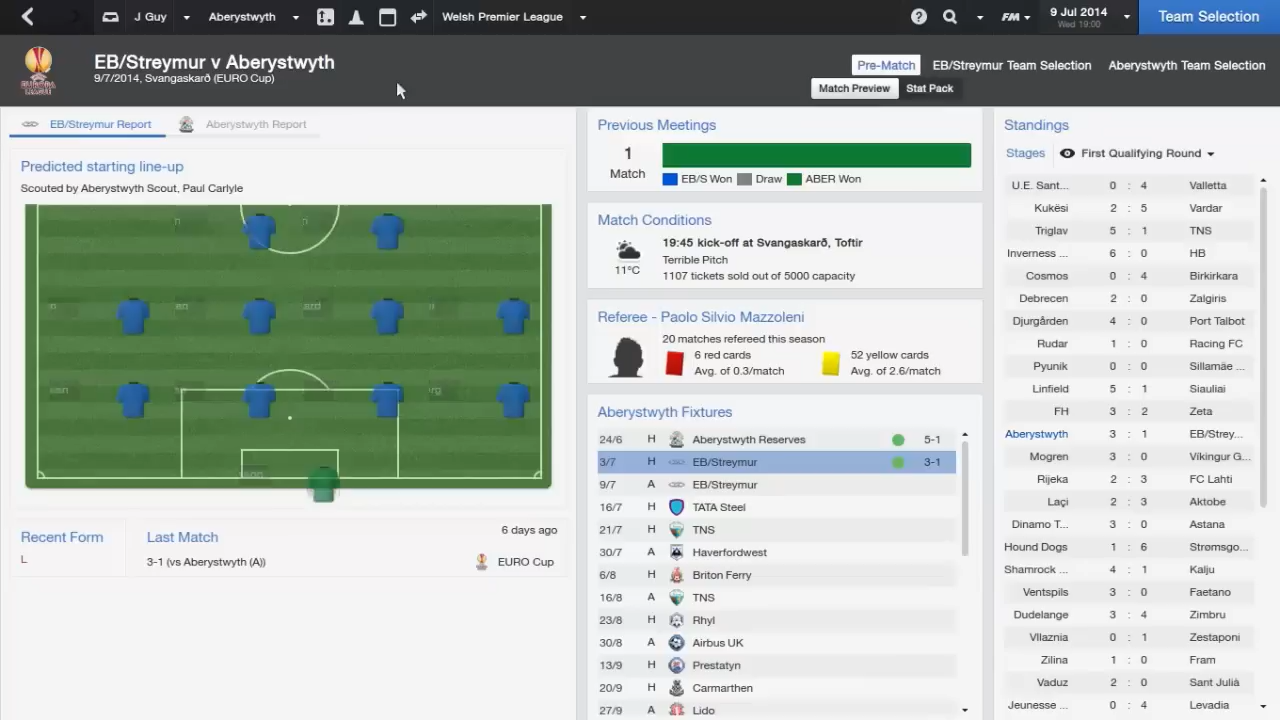 J Guy Aberystwyth Welsh Premier League FM 9 Jul 2014 Wed 19:00 Team Selection
EB/Streymur v Aberystwyth
9/7/2014, Svangaskarð (EURO Cup)
Pre-Match EB/Streymur Team Selection Aberystwyth Team Selection
Match Preview Stat Pack
EB/Streymur Report Aberystwyth Report
Predicted starting line-up
Scouted by Aberystwyth Scout, Paul Carlyle
Recent Form
L
Last Match 6 days ago
3-1 (vs Aberystwyth (A)) EURO Cup
Previous Meetings
1
Match
EB/S Won Draw ABER Won
Match Conditions
11°C
19:45 kick-off at Svangaskarð, Toftir
Terrible Pitch
1107 tickets sold out of 5000 capacity
Referee - Paolo Silvio Mazzoleni
20 matches refereed this season
6 red cards 52 yellow cards
Avg. of 0.3/match Avg. of 2.6/match
Aberystwyth Fixtures
24/6 H Aberystwyth Reserves 5-1
3/7 H EB/Streymur 3-1
9/7 A EB/Streymur
16/7 H TATA Steel
21/7 H TNS
30/7 A Haverfordwest
6/8 H Briton Ferry
16/8 A TNS
23/8 H Rhyl
30/8 A Airbus UK
13/9 H Prestatyn
20/9 H Carmarthen
27/9 A Lido
Standings
Stages First Qualifying Round
U.E. Sant... 0 : 4 Valletta
Kukësi 2 : 5 Vardar
Triglav 5 : 1 TNS
Inverness ... 6 : 0 HB
Cosmos 0 : 4 Birkirkara
Debrecen 2 : 0 Zalgiris
Djurgården 4 : 0 Port Talbot
Rudar 1 : 0 Racing FC
Pyunik 0 : 0 Sillamäe ...
Linfield 5 : 1 Siauliai
FH 3 : 2 Zeta
Aberystwyth 3 : 1 EB/Strey...
Mogren 3 : 0 Víkingur G...
Rijeka 2 : 3 FC Lahti
Laçi 2 : 3 Aktobe
Dinamo T... 3 : 0 Astana
Hound Dogs 1 : 6 Strømsgo...
Shamrock ... 4 : 1 Kalju
Ventspils 3 : 0 Faetano
Dudelange 3 : 4 Zimbru
Vllaznia 0 : 1 Zestaponi
Zilina 1 : 0 Fram
Vaduz 2 : 0 Sant Julià
Jeunesse ... 0 : 4 Levadia